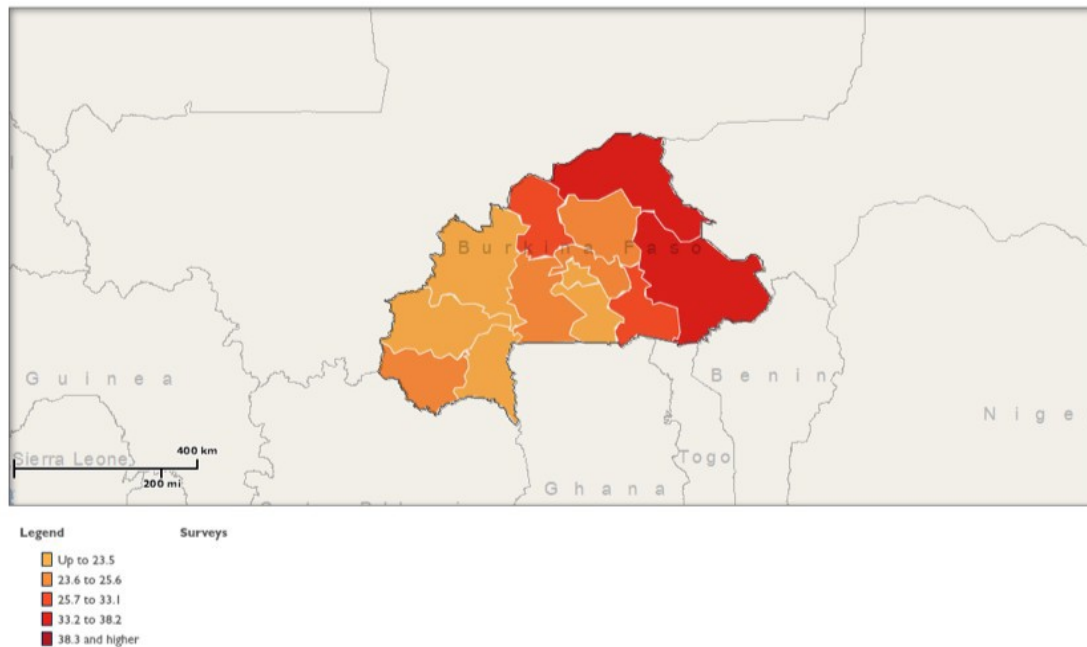 Burkina Faso
Guinea
Benin
Nige
Sierra Leone
400 km
200 mi
Togo
Ghana
Legend
Surveys
Up to 23.5
23.6 to 25.6
25.7 to 33.1
33.2 to 38.2
38.3 and higher